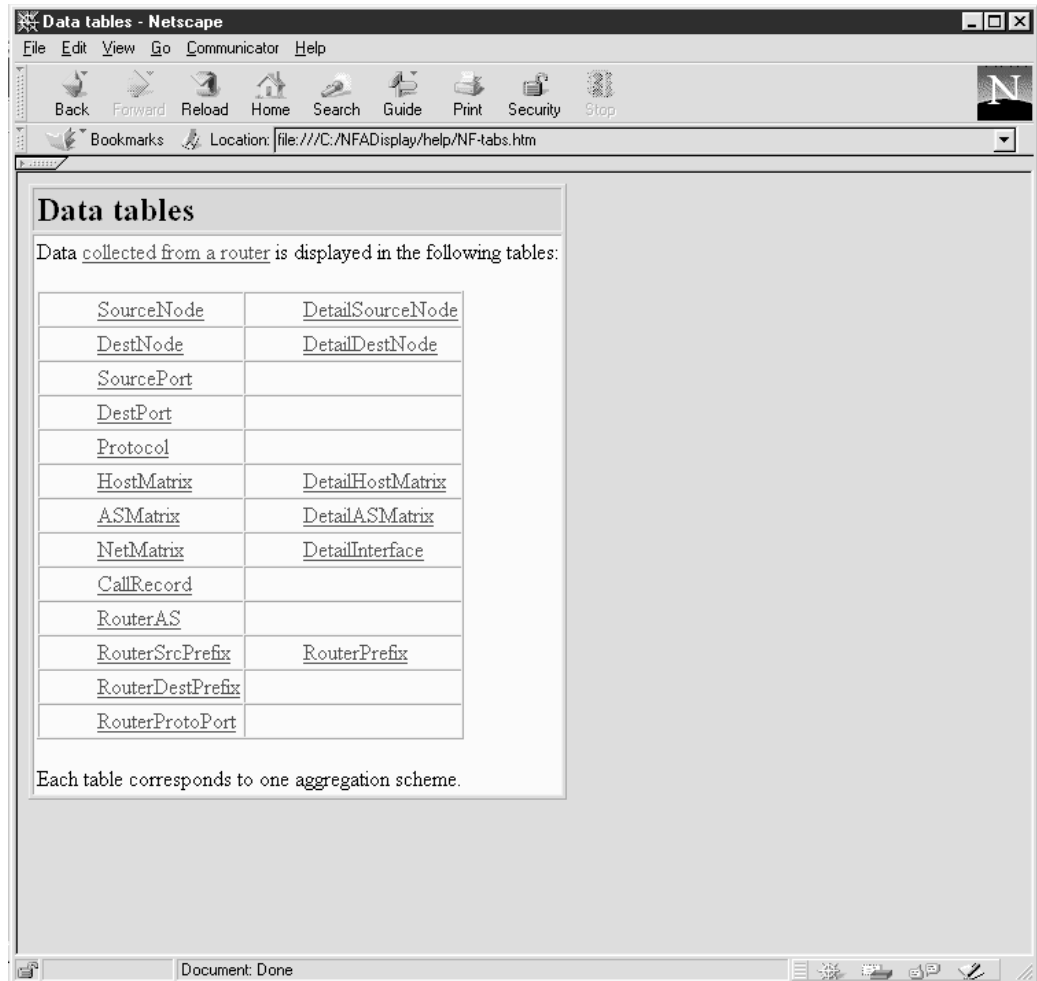 Data tables - Netscape
File Edit View Go Communicator Help
Back Forward Reload Home Search Guide Print Security Stop
N
Bookmarks Location: file:///C:/NFADisplay/help/NF-tabs.htm
Data tables
Data collected from a router is displayed in the following tables:
SourceNode DetailSourceNode
DestNode DetailDestNode
SourcePort
DestPort
Protocol
HostMatrix DetailHostMatrix
ASMatrix DetailASMatrix
NetMatrix DetailInterface
CallRecord
RouterAS
RouterSrcPrefix RouterPrefix
RouterDestPrefix
RouterProtoPort
Each table corresponds to one aggregation scheme.
Document: Done